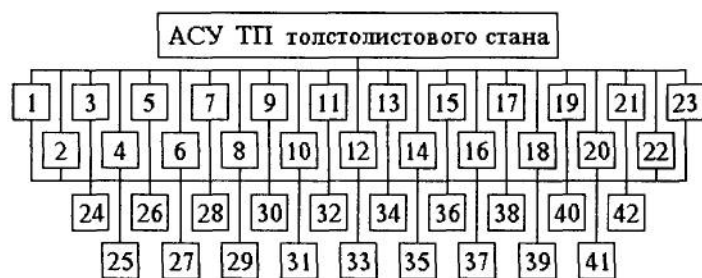 АСУ ТП толстолистового стана
1 3 5 7 9 11 13 15 17 19 21 23
2 4 6 8 10 12 14 16 18 20 22
24 26 28 30 32 34 36 38 40 42
25 27 29 31 33 35 37 39 41